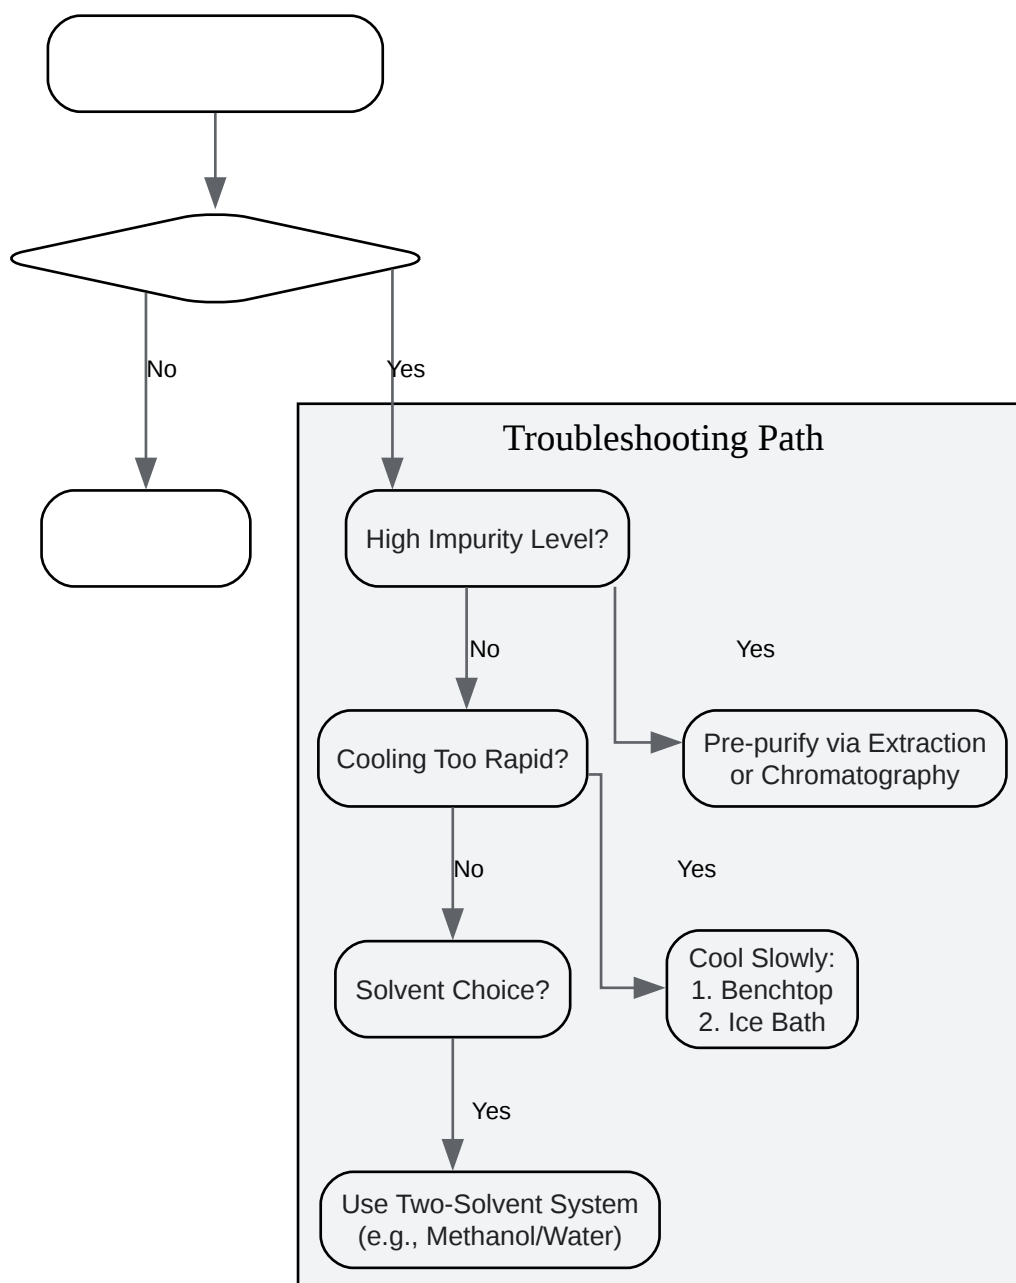 No
Yes
Troubleshooting Path
High Impurity Level?
No
Yes
Cooling Too Rapid?
Pre-purify via Extraction
or Chromatography
No
Yes
Solvent Choice?
Cool Slowly:
1. Benchtop
2. Ice Bath
Yes
Use Two-Solvent System
(e.g., Methanol/Water)